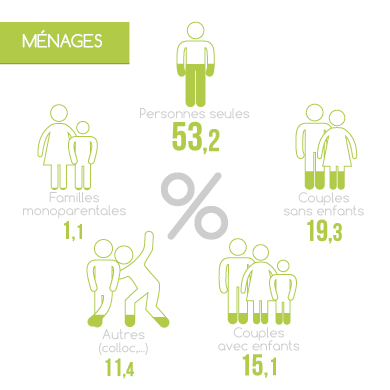 MÉNAGES
Personnes seules
53,2
Familles
monoparentales
1,1
Couples
sans enfants
19,3
%
Autres
(colloc,...)
11,4
Couples
avec enfants
15,1